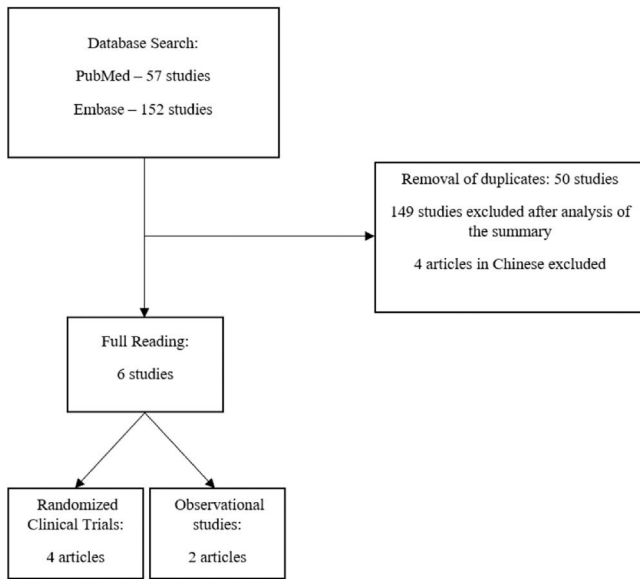 Database Search:
PubMed – 57 studies
Embase – 152 studies
Removal of duplicates: 50 studies
149 studies excluded after analysis of
the summary
4 articles in Chinese excluded
Full Reading:
6 studies
Randomized
Clinical Trials:
4 articles
Observational
studies:
2 articles